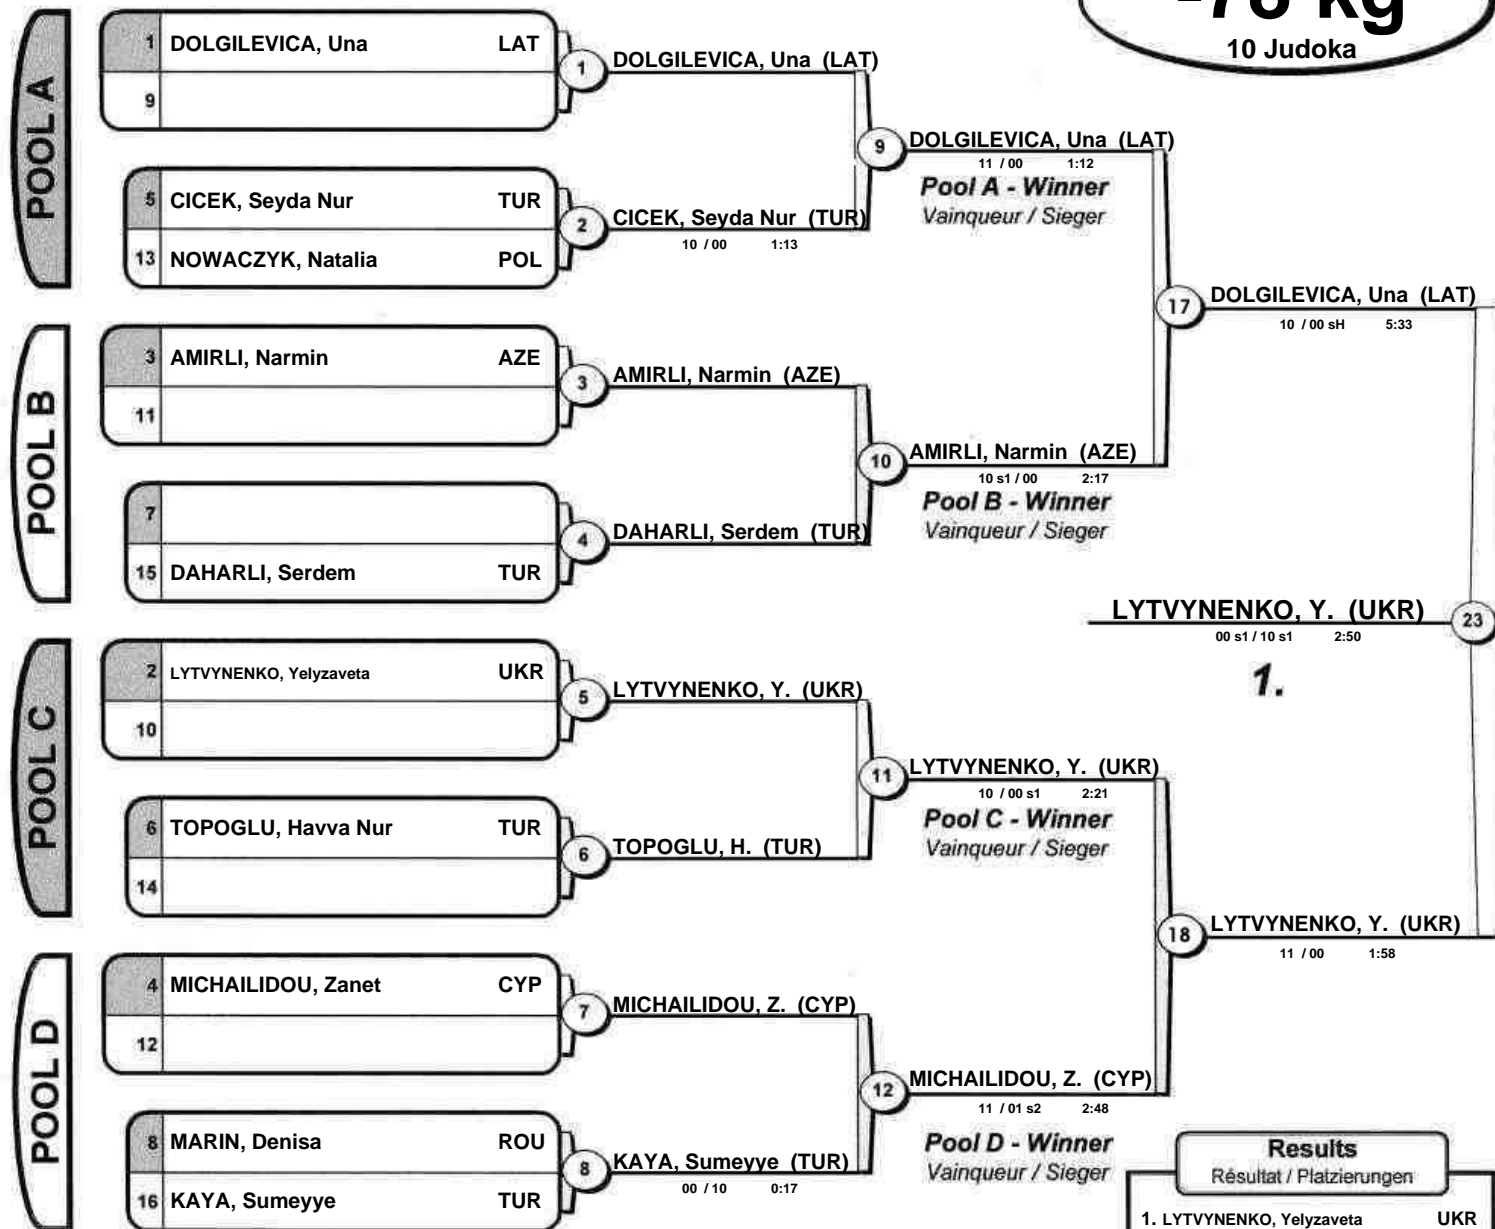 -78 kg
10 Judoka
POOL A
1 DOLGILEVICA, Una LAT
9
1
DOLGILEVICA, Una (LAT)
5 CICEK, Seyda Nur TUR
13 NOWACZYK, Natalia POL
2
CICEK, Seyda Nur (TUR)
10 / 00 1:13
9
DOLGILEVICA, Una (LAT)
11 / 00 1:12
Pool A - Winner
Vainqueur / Sieger
POOL B
3 AMIRLI, Narmin AZE
11
3
AMIRLI, Narmin (AZE)
7
15 DAHARLI, Serdem TUR
4
DAHARLI, Serdem (TUR)
10
AMIRLI, Narmin (AZE)
10 s1 / 00 2:17
Pool B - Winner
Vainqueur / Sieger
17
DOLGILEVICA, Una (LAT)
10 / 00 sH 5:33
LYTVYNENKO, Y. (UKR)
00 s1 / 10 s1 2:50
23
1.
POOL C
2 LYTVYNENKO, Yelyzaveta UKR
10
5
LYTVYNENKO, Y. (UKR)
6 TOPOGLU, Havva Nur TUR
14
6
TOPOGLU, H. (TUR)
11
LYTVYNENKO, Y. (UKR)
10 / 00 s1 2:21
Pool C - Winner
Vainqueur / Sieger
POOL D
4 MICHAILIDOU, Zanet CYP
12
7
MICHAILIDOU, Z. (CYP)
8 MARIN, Denisa ROU
16 KAYA, Sumeyye TUR
8
KAYA, Sumeyye (TUR)
00 / 10 0:17
12
MICHAILIDOU, Z. (CYP)
11 / 01 s2 2:48
Pool D - Winner
Vainqueur / Sieger
18
LYTVYNENKO, Y. (UKR)
11 / 00 1:58
Results
Résultat / Platzierungen
1. LYTVYNENKO, Yelyzaveta UKR